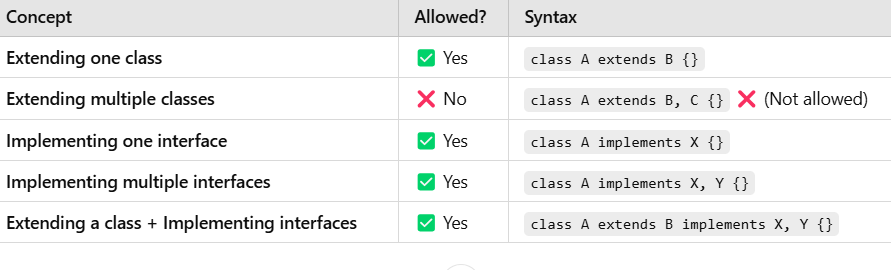 Concept Allowed? Syntax
Extending one class ✅ Yes class A extends B {}
Extending multiple classes ❌ No class A extends B, C {} ❌ (Not allowed)
Implementing one interface ✅ Yes class A implements X {}
Implementing multiple interfaces ✅ Yes class A implements X, Y {}
Extending a class + Implementing interfaces ✅ Yes class A extends B implements X, Y {}